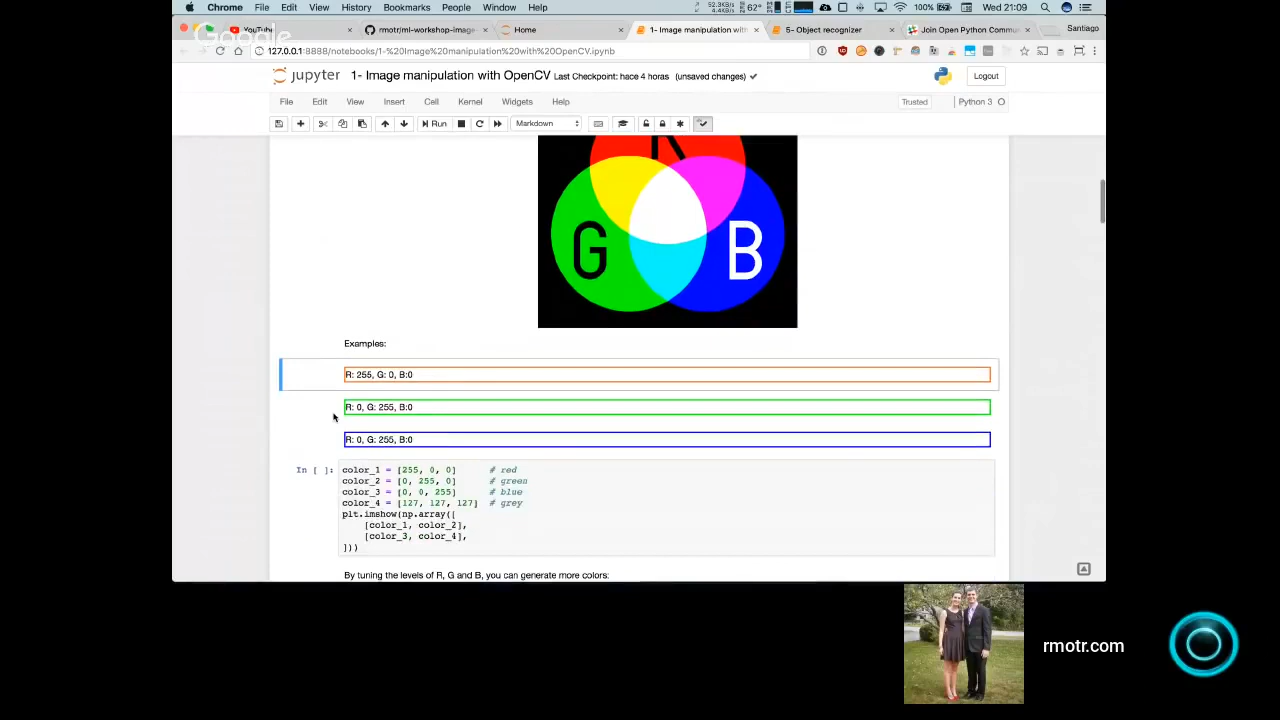 Chrome File Edit View History Bookmarks People Window Help 52.3KB/s 4.4KB/s 62° 100% Wed 21:09
Google
YouTube rmotr/ml-workshop-image- Home 1- Image manipulation with 5- Object recognizer Join Open Python Commu Santiago
127.0.0.1:8888/notebooks/1-%20Image%20manipulation%20with%20OpenCV.ipynb
jupyter 1- Image manipulation with OpenCV Last Checkpoint: hace 4 horas (unsaved changes) Logout
File Edit View Insert Cell Kernel Widgets Help Trusted Python 3
Run Markdown
R
G B
Examples:
R: 255, G: 0, B:0
R: 0, G: 255, B:0
R: 0, G: 255, B:0
In [ ]: color_1 = [255, 0, 0] # red
color_2 = [0, 255, 0] # green
color_3 = [0, 0, 255] # blue
color_4 = [127, 127, 127] # grey
plt.imshow(np.array([
[color_1, color_2],
[color_3, color_4],
]))
By tuning the levels of R, G and B, you can generate more colors:
rmotr.com